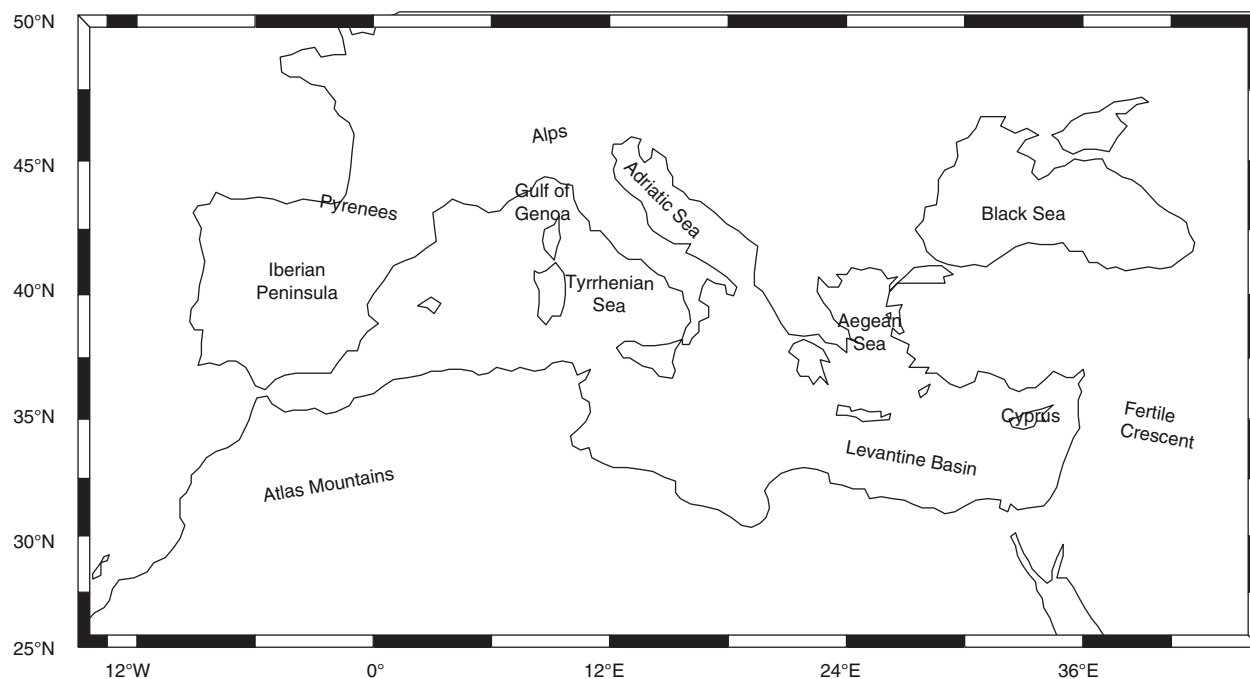 50°N
45°N
40°N
35°N
30°N
25°N
12°W
0°
12°E
24°E
36°E
Alps
Pyrenees
Gulf of
Genoa
Adriatic Sea
Black Sea
Iberian
Peninsula
Tyrrhenian
Sea
Aegean
Sea
Cyprus
Fertile
Crescent
Levantine Basin
Atlas Mountains